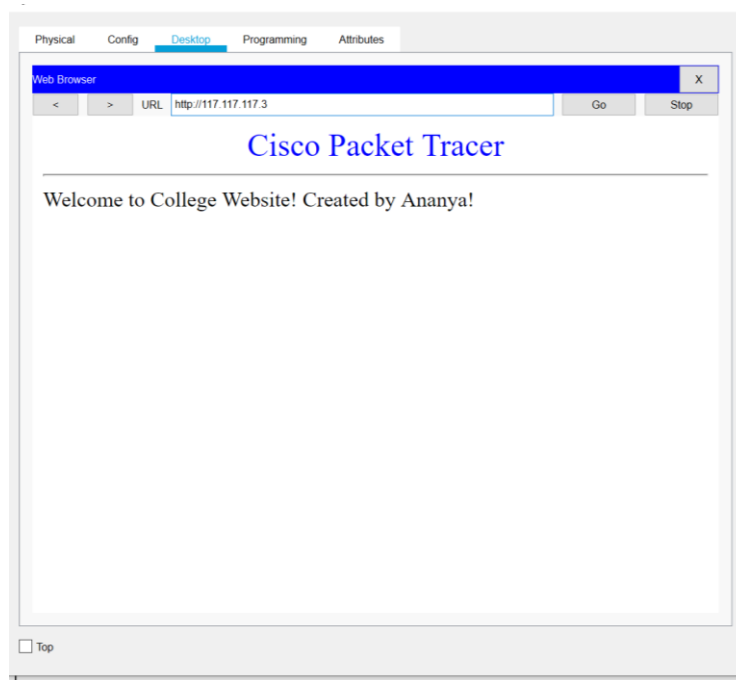 Physical Config Desktop Programming Attributes
Web Browser X
< > URL http://117.117.117.3 Go Stop
Cisco Packet Tracer
Welcome to College Website! Created by Ananya!
Top